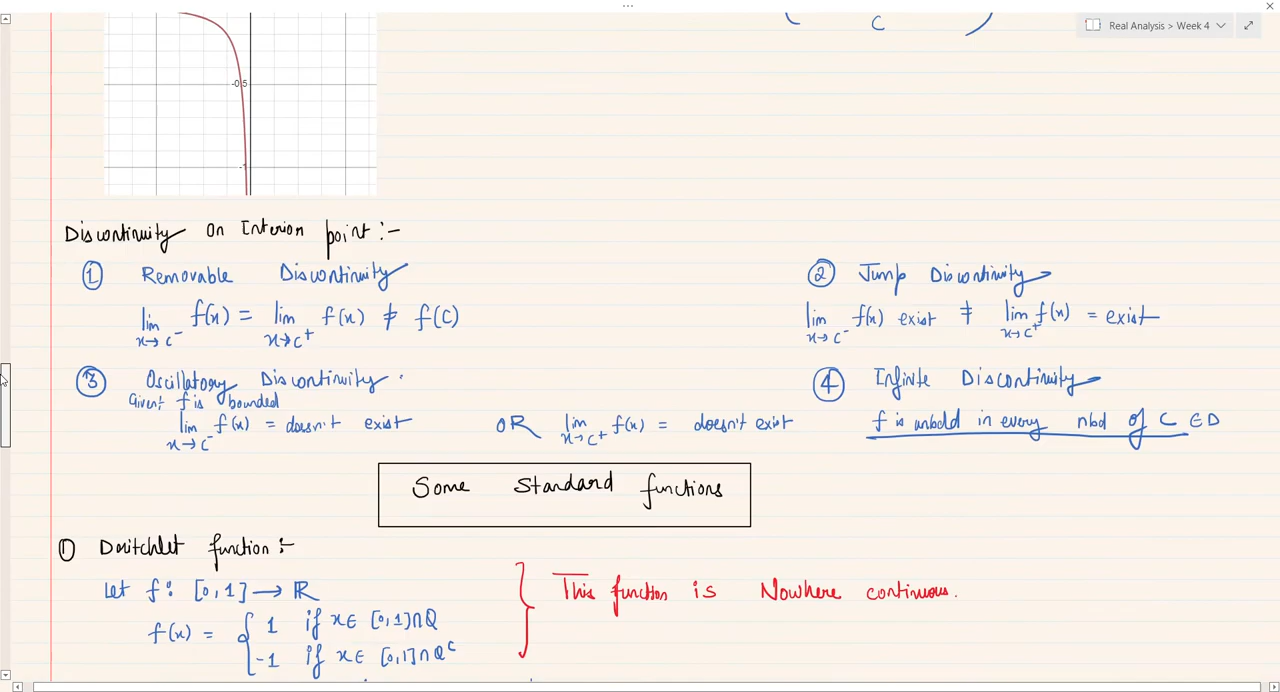 ...
C
Real Analysis > Week 4
-0.5
-1
Discontinuity on Interior point :-
① Removable Discontinuity
lim x→c⁻ f(x) = lim x→c⁺ f(x) ≠ f(c)
② Jump Discontinuity
lim x→c⁻ f(x) exist ≠ lim x→c⁺ f(x) = exist
③ Oscillatory Discontinuity
Given f is bounded
lim x→c⁻ f(x) = doesn't exist OR lim x→c⁺ f(x) = doesn't exist
④ Infinite Discontinuity
f is unbdd in every nbd of C ∈ D
Some Standard functions
① Driitchlet function :-
Let f : [0,1] → ℝ
f(x) = { 1 if x ∈ [0,1]∩Q
-1 if x ∈ [0,1]∩Qᶜ
This function is Nowhere continuous.